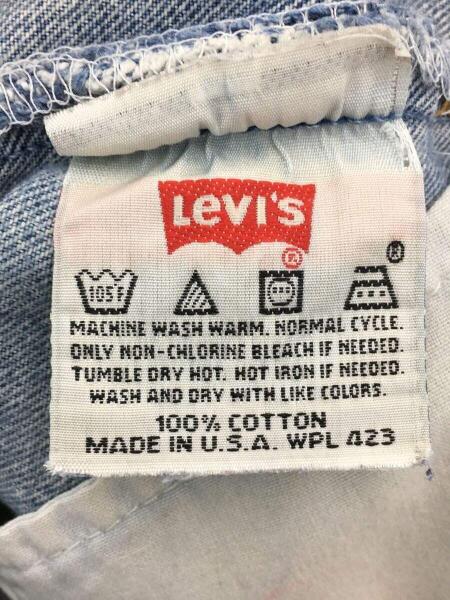 Levi's
105F
MACHINE WASH WARM. NORMAL CYCLE.
ONLY NON-CHLORINE BLEACH IF NEEDED.
TUMBLE DRY HOT. HOT IRON IF NEEDED.
WASH AND DRY WITH LIKE COLORS.
100% COTTON
MADE IN U.S.A. WPL 423